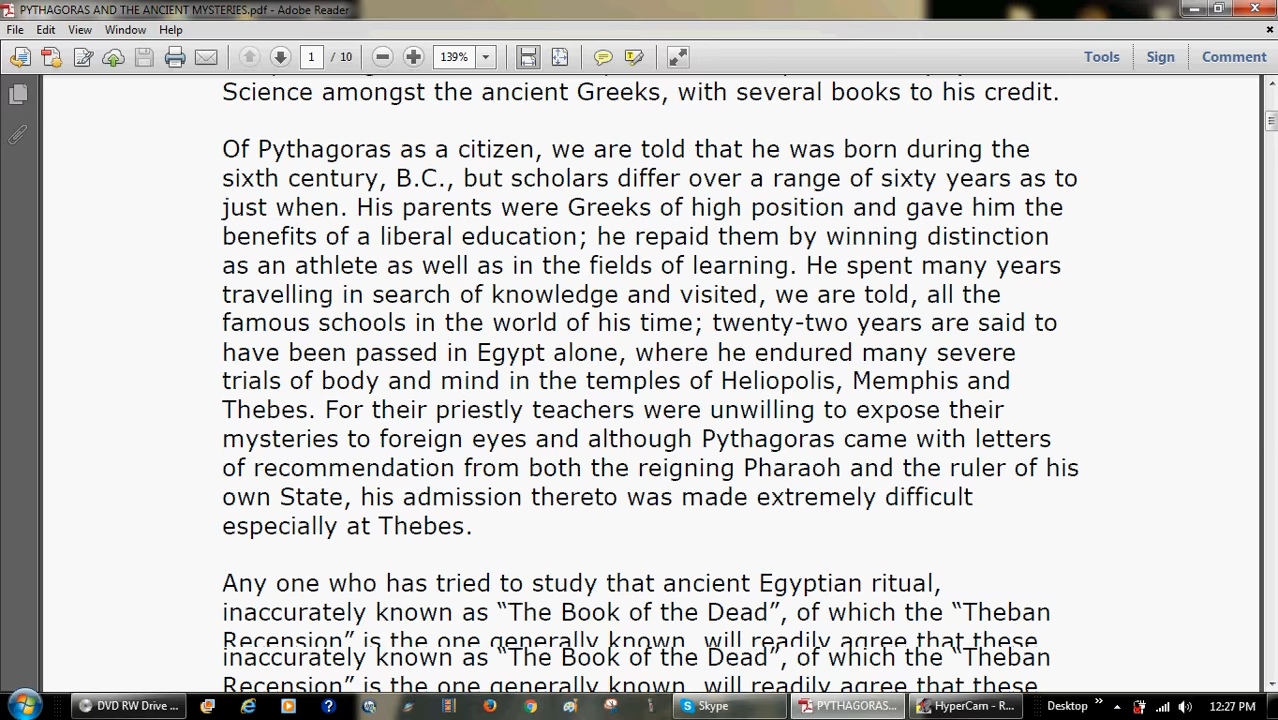 PYTHAGORAS AND THE ANCIENT MYSTERIES.pdf - Adobe Reader
File Edit View Window Help
1 / 10 139% Tools Sign Comment
Science amongst the ancient Greeks, with several books to his credit.
Of Pythagoras as a citizen, we are told that he was born during the
sixth century, B.C., but scholars differ over a range of sixty years as to
just when. His parents were Greeks of high position and gave him the
benefits of a liberal education; he repaid them by winning distinction
as an athlete as well as in the fields of learning. He spent many years
travelling in search of knowledge and visited, we are told, all the
famous schools in the world of his time; twenty-two years are said to
have been passed in Egypt alone, where he endured many severe
trials of body and mind in the temples of Heliopolis, Memphis and
Thebes. For their priestly teachers were unwilling to expose their
mysteries to foreign eyes and although Pythagoras came with letters
of recommendation from both the reigning Pharaoh and the ruler of his
own State, his admission thereto was made extremely difficult
especially at Thebes.
Any one who has tried to study that ancient Egyptian ritual,
inaccurately known as “The Book of the Dead”, of which the “Theban
Recension” is the one generally known, will readily agree that these
inaccurately known as “The Book of the Dead”, of which the “Theban
Recension” is the one generally known, will readily agree that these
DVD RW Drive ... Skype PYTHAGORAS... HyperCam - R... Desktop 12:27 PM